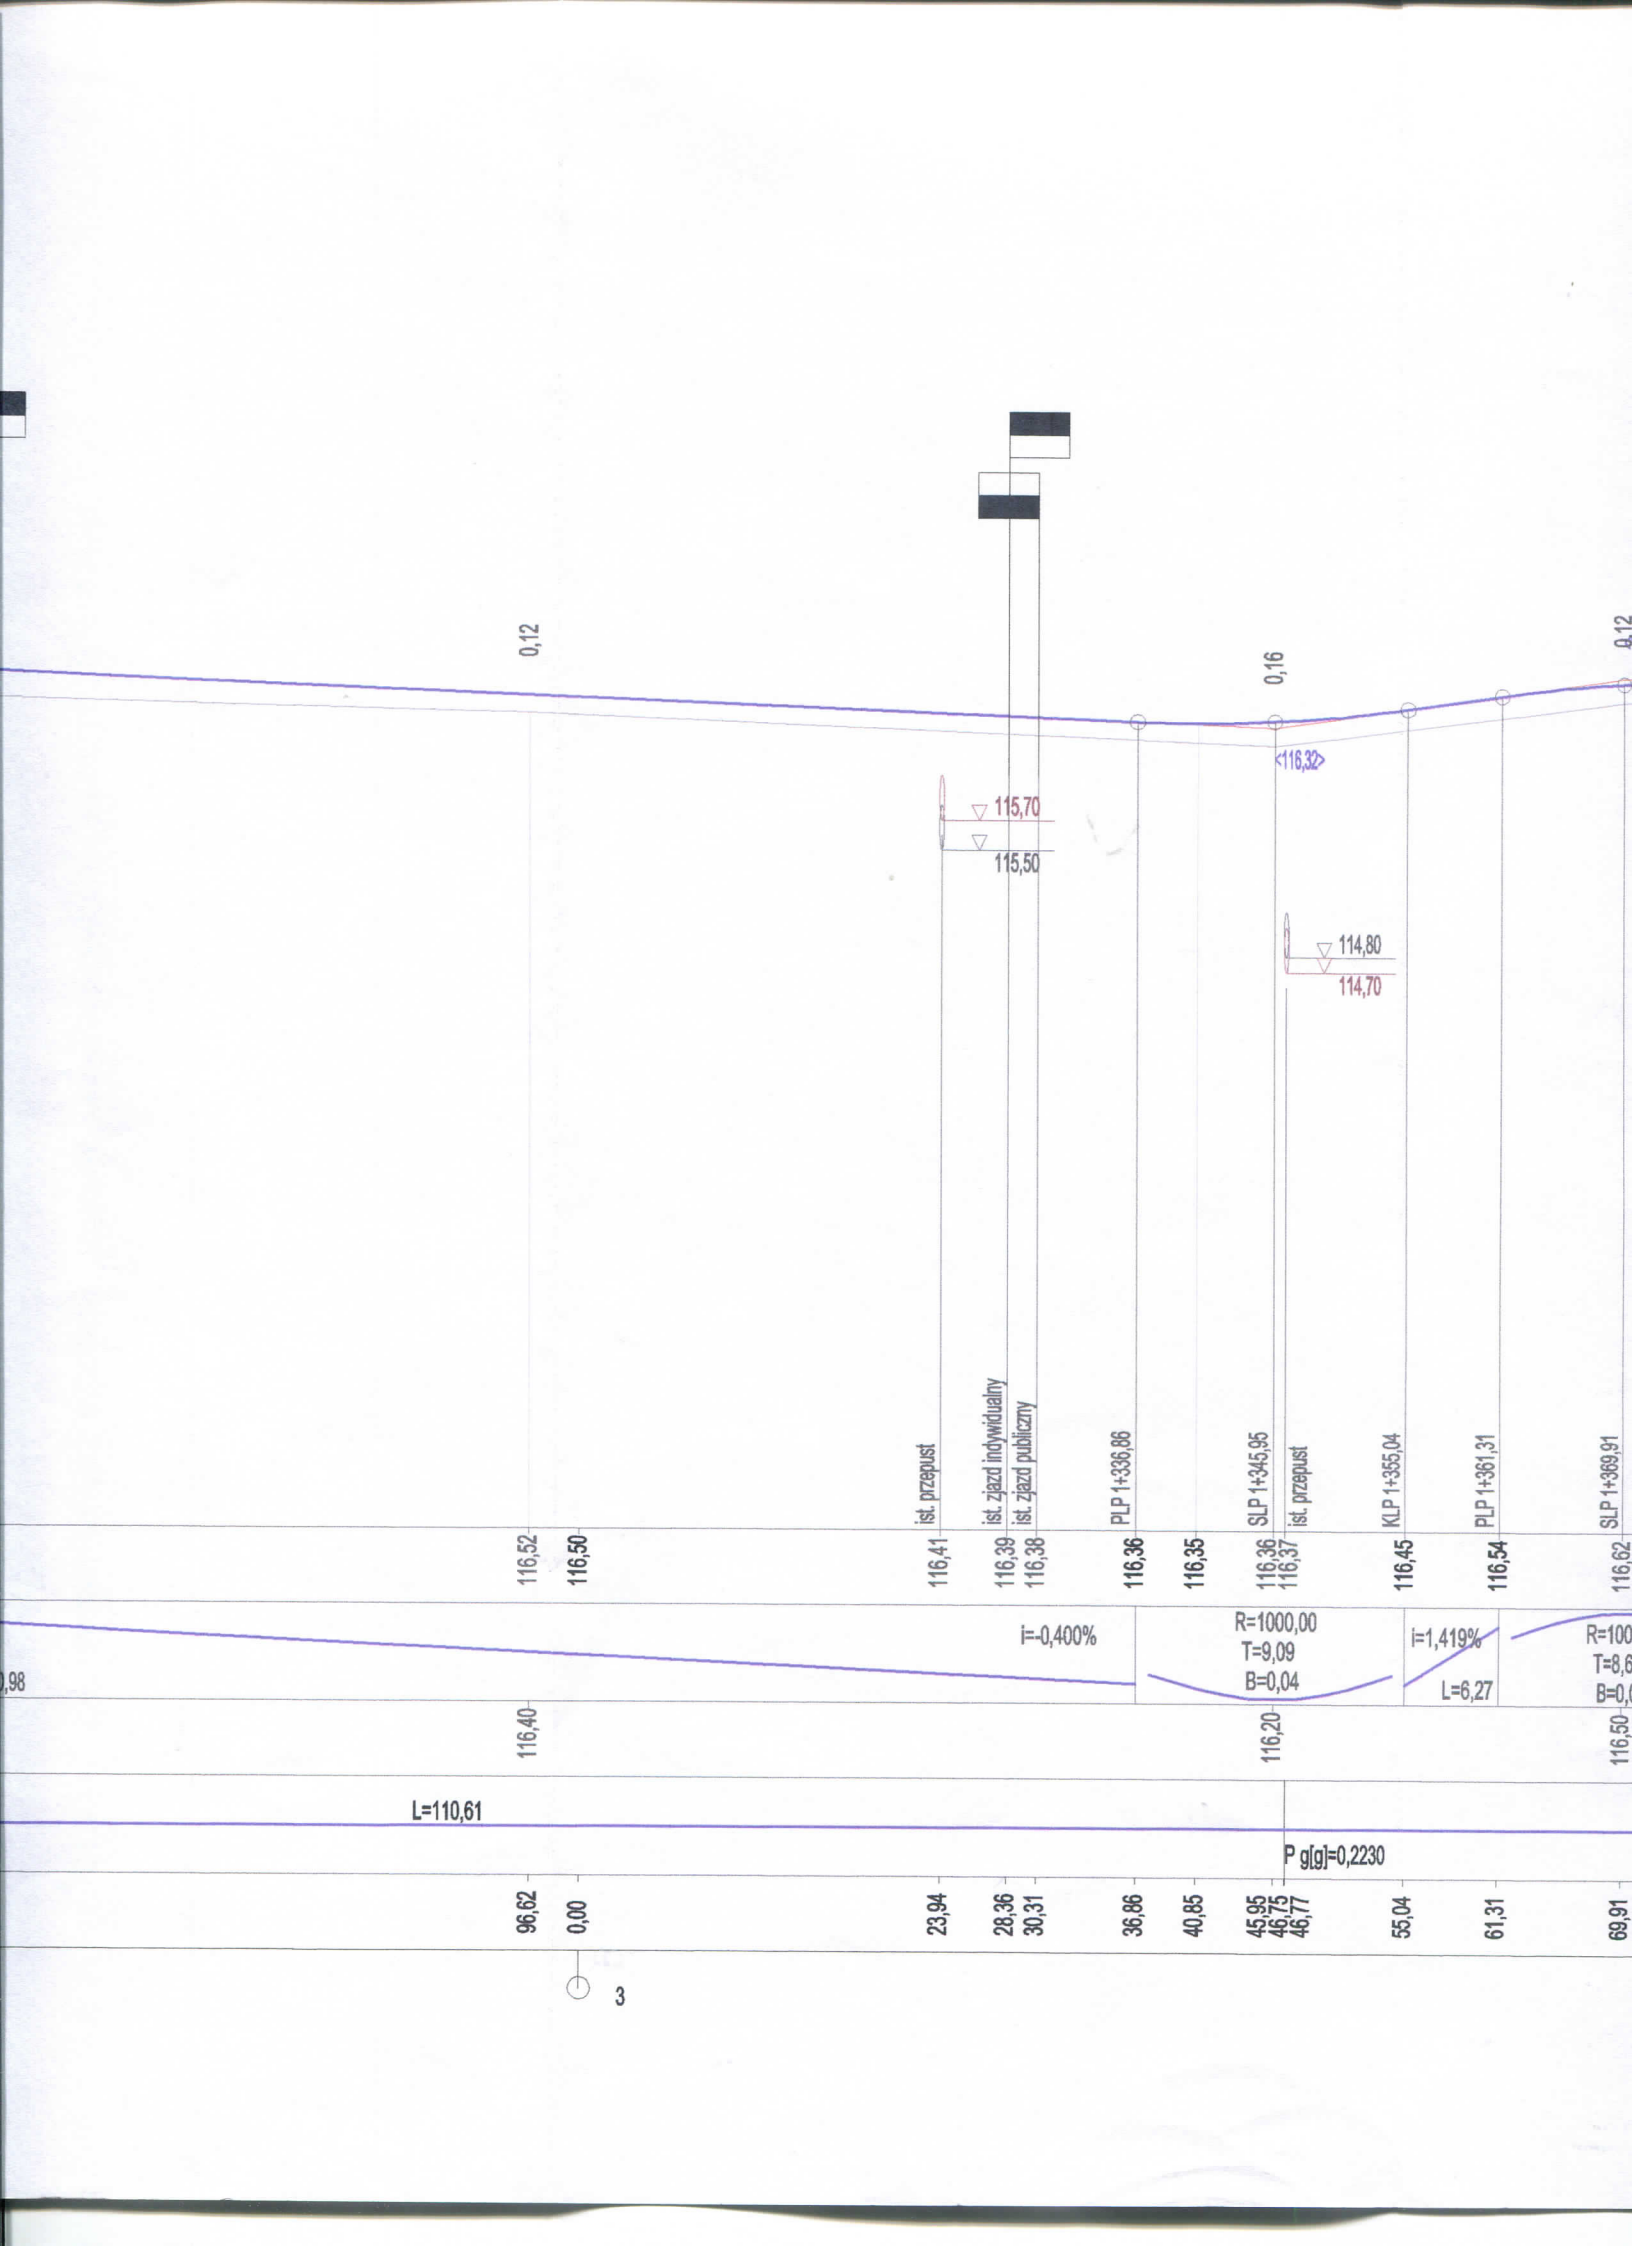 0,12
0,16
0,12
<116,32>
115,70
115,50
114,80
114,70
ist. przepust
ist. zjazd indywidualny
ist. zjazd publiczny
PLP 1+336,86
SLP 1+345,95
ist. przepust
KLP 1+355,04
PLP 1+361,31
SLP 1+369,91
116,52
116,50
116,41
116,39
116,38
116,36
116,35
116,36
116,37
116,45
116,54
116,62
i=-0,400%
R=1000,00
T=9,09
B=0,04
i=1,419%
L=6,27
R=100
T=8,6
B=0,0
,98
116,40
116,20
116,50
L=110,61
P g[g]=0,2230
96,62
0,00
23,94
28,36
30,31
36,86
40,85
45,95
46,75
46,77
55,04
61,31
69,91
3